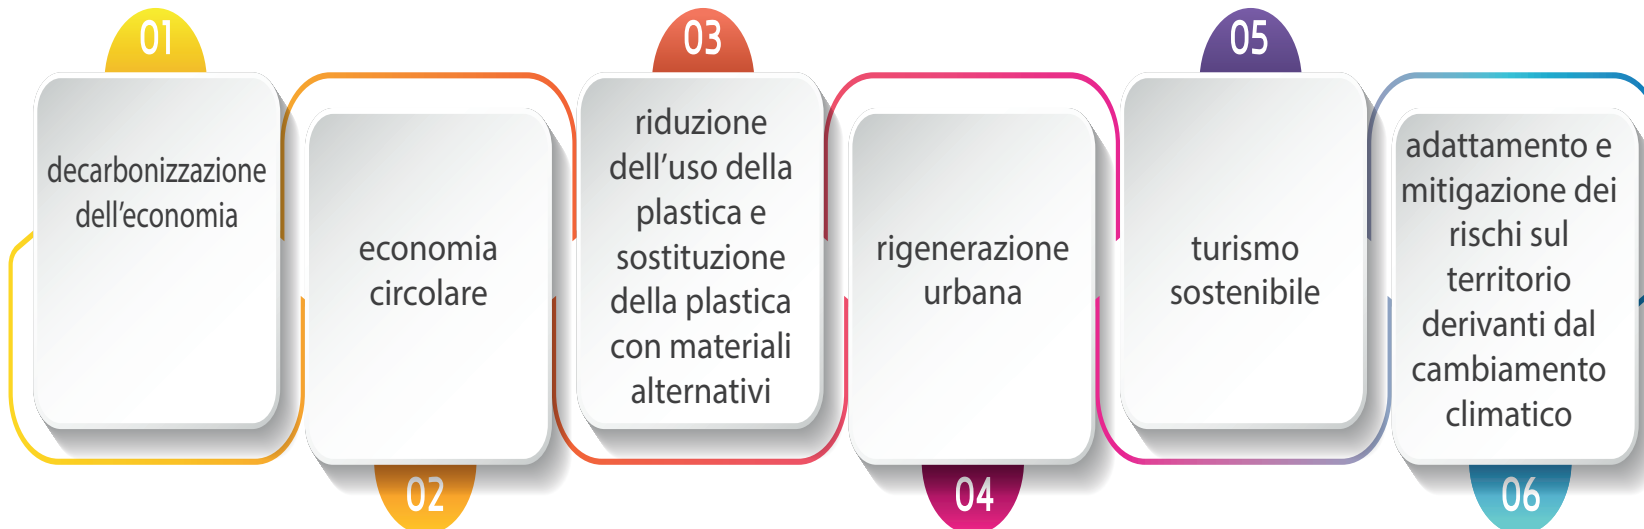 01
decarbonizzazione
dell’economia
02
economia
circolare
03
riduzione
dell’uso della
plastica e
sostituzione
della plastica
con materiali
alternativi
04
rigenerazione
urbana
05
turismo
sostenibile
06
adattamento e
mitigazione dei
rischi sul
territorio
derivanti dal
cambiamento
climatico